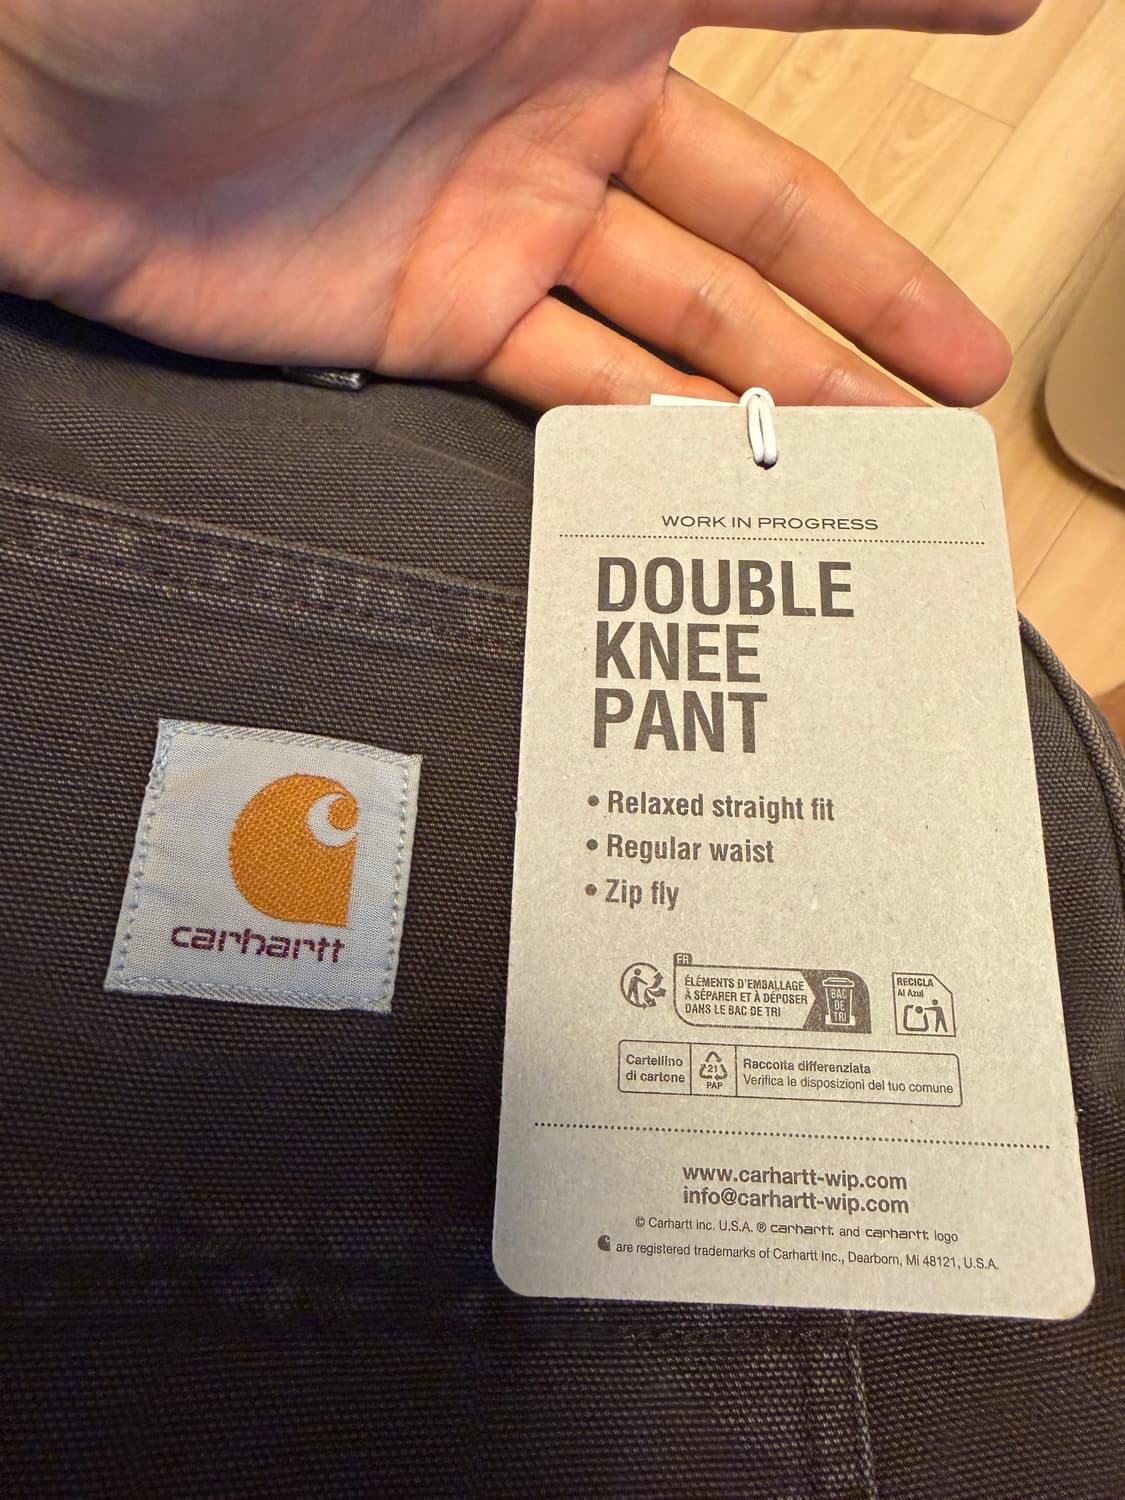 WORK IN PROGRESS
DOUBLE
KNEE
PANT
• Relaxed straight fit
• Regular waist
• Zip fly
FR
ÉLÉMENTS D'EMBALLAGE
À SÉPARER ET À DÉPOSER
DANS LE BAC DE TRI
BAC
DE
TRI
RECICLA
Al Azul
Cartellino
di cartone
21
PAP
Raccolta differenziata
Verifica le disposizioni del tuo comune
www.carhartt-wip.com
info@carhartt-wip.com
© Carhartt inc. U.S.A. ® carhartt. and carhartt. logo
are registered trademarks of Carhartt Inc., Dearborn, Mi 48121, U.S.A.
carhartt